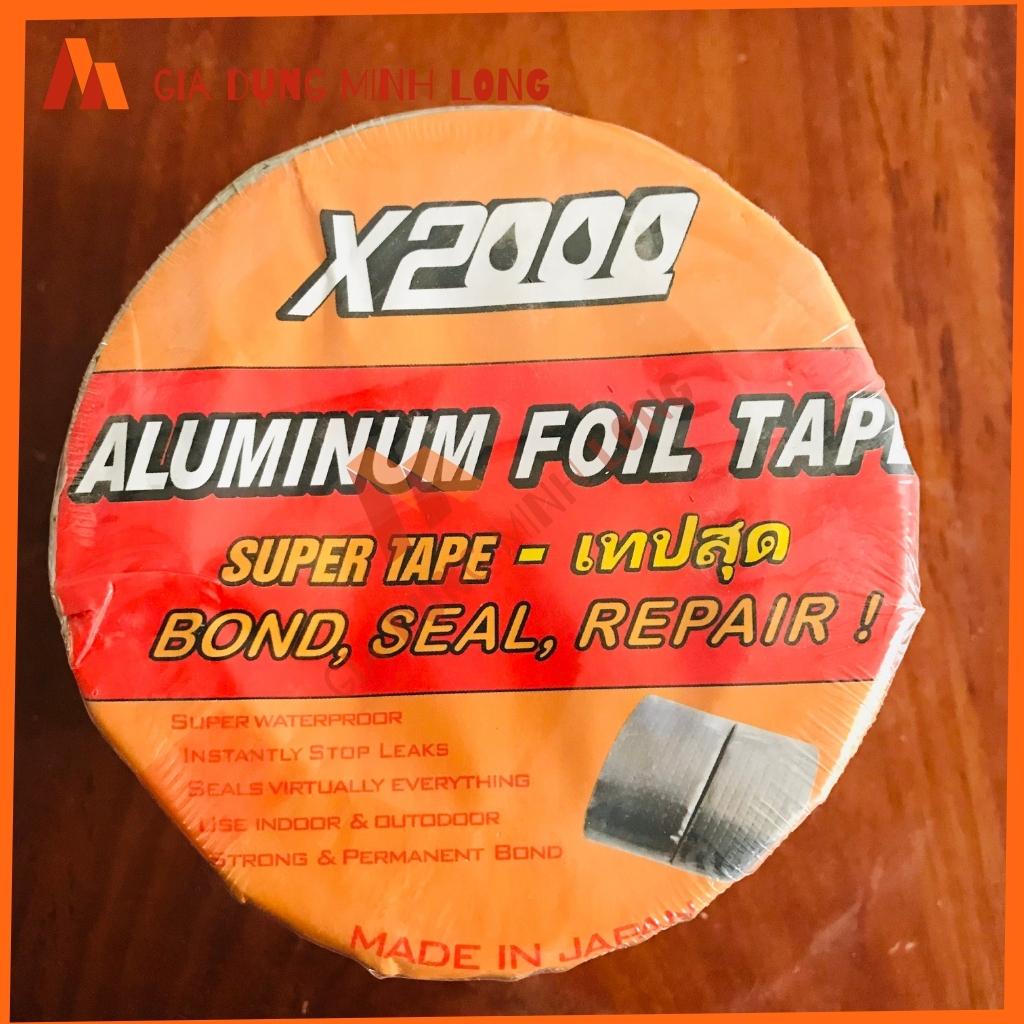 GIA DỤNG MINH LONG
X2000
ALUMINUM FOIL TAPE
SUPER TAPE - เทปสุด
BOND, SEAL, REPAIR !
SUPER WATERPROOR
INSTANTLY STOP LEAKS
SEALS VIRTUALLY EVERYTHING
USE INDOOR & OUTODOOR
STRONG & PERMANENT BOND
MADE IN JAPAN